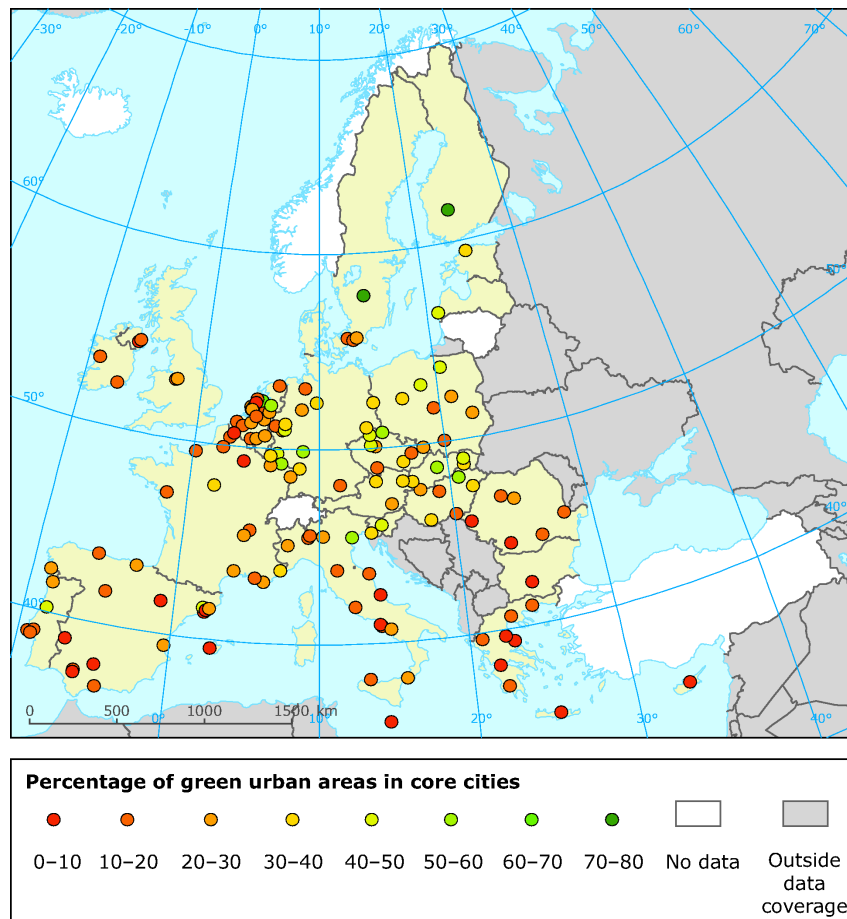 -30° -20° -10° 0° 10° 20° 30° 40° 50° 60° 70°
60°
50°
50°
40°
40°
0 500 1000 1500 km
0° 10° 20° 30° 40°
Percentage of green urban areas in core cities
0–10 10–20 20–30 30–40 40–50 50–60 60–70 70–80 No data Outside
data
coverage